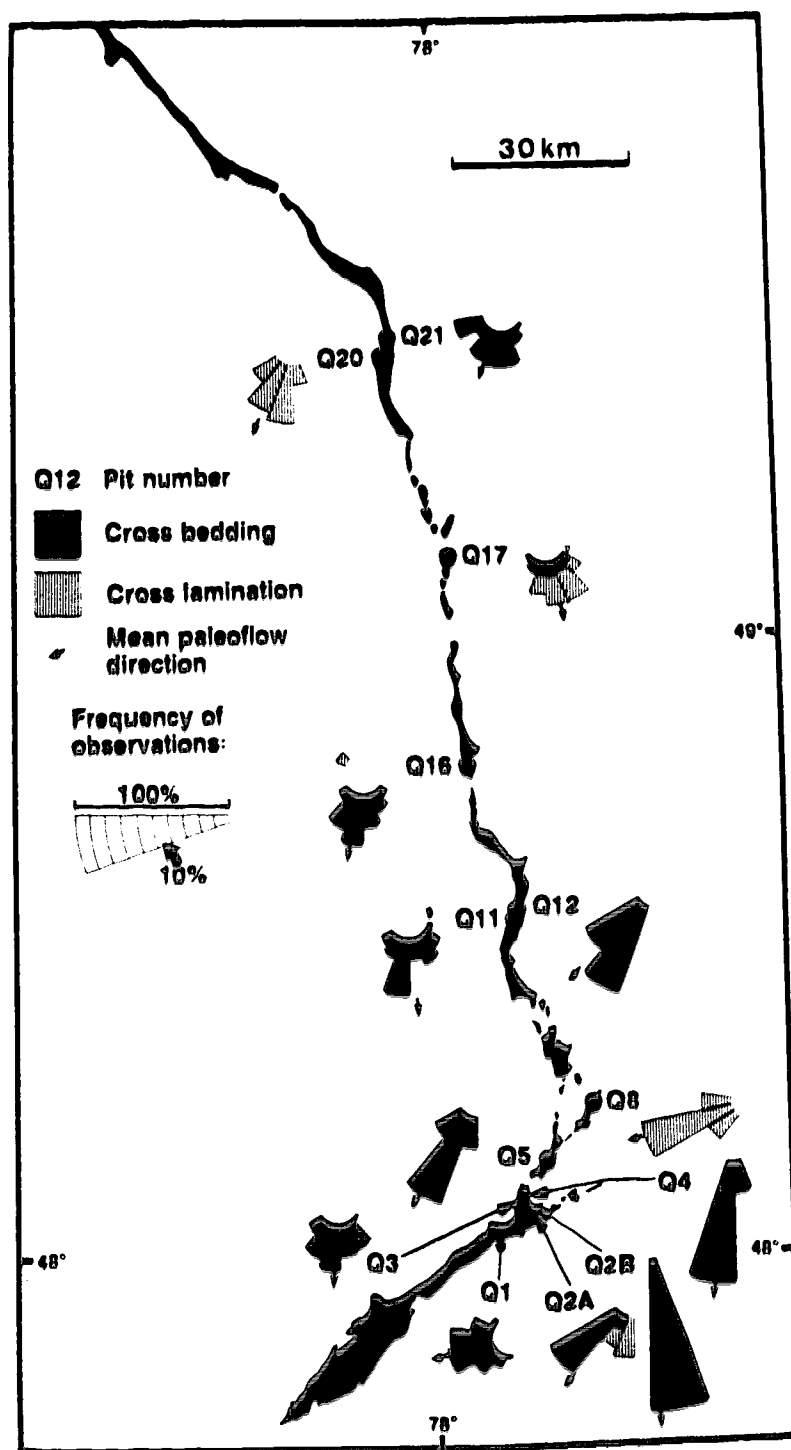 78°
30 km
Q21
Q20
Q12 Pit number
Cross bedding
Q17
Cross lamination
Mean paleoflow
direction
49°
Frequency of
observations:
Q16
100%
10%
Q11
Q12
Q8
Q5
Q4
48°
Q3
Q2B
48°
Q1
Q2A
78°